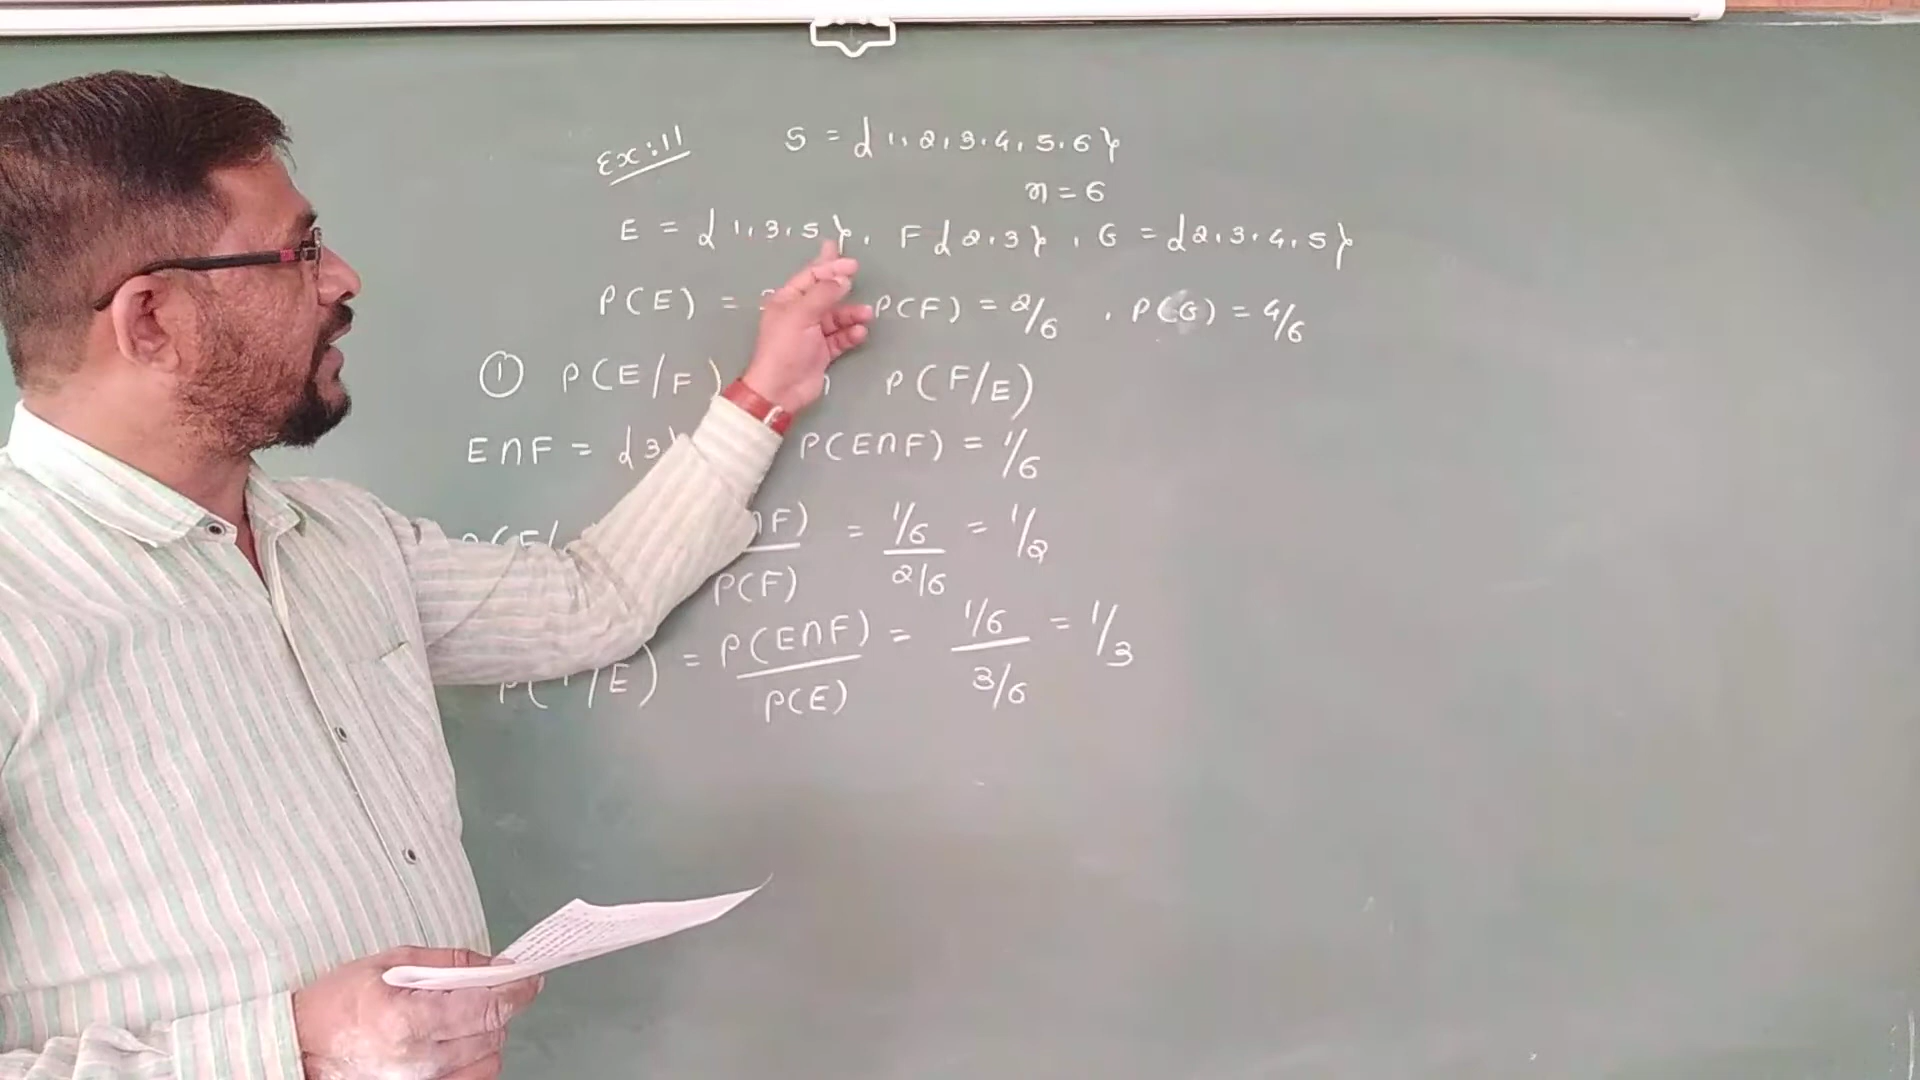 Ex:11 S = {1,2,3,4,5,6}
n = 6
E = {1,3,5}, F{2,3}, G = {2,3,4,5}
P(E) = P(F) = 2/6 , P(G) = 4/6
① P(E/F) P(F/E)
E∩F = {3 P(E∩F) = 1/6
F) = 1/6 = 1/2
P(F) 2/6
/E) = P(E∩F) = 1/6 = 1/3
P(E) 3/6